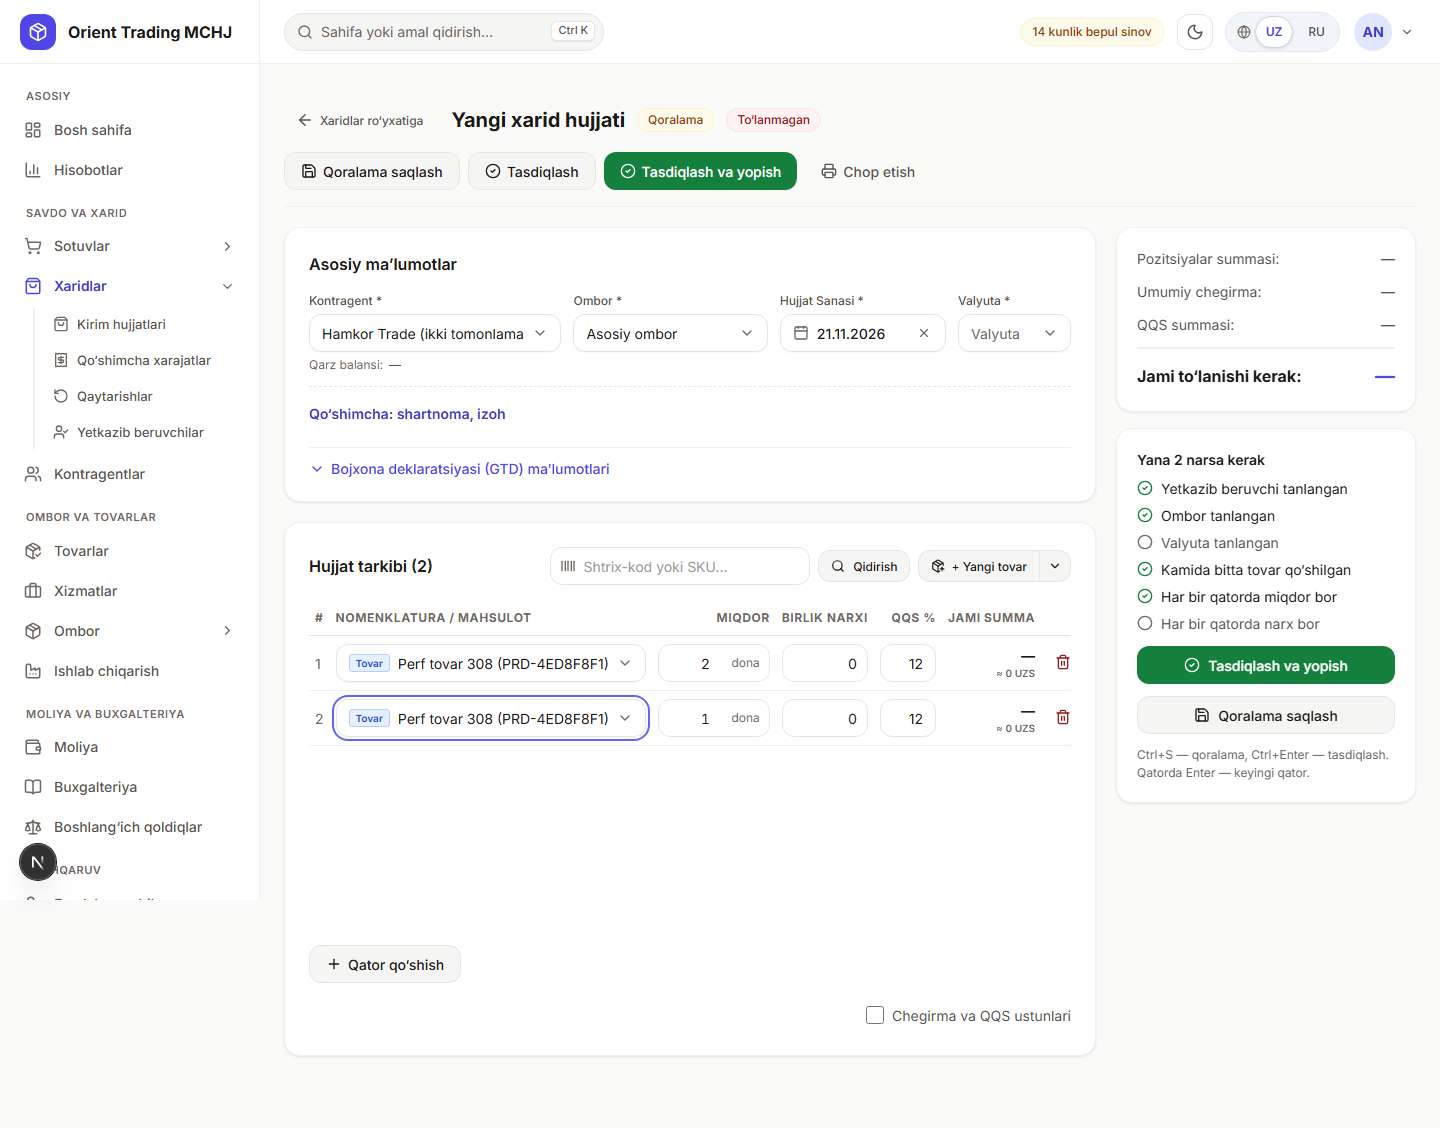 Orient Trading MCHJ
Sahifa yoki amal qidirish...
Ctrl K
14 kunlik bepul sinov
UZ
RU
AN
ASOSIY
Bosh sahifa
Hisobotlar
SAVDO VA XARID
Sotuvlar
Xaridlar
Kirim hujjatlari
Qo‘shimcha xarajatlar
Qaytarishlar
Yetkazib beruvchilar
Kontragentlar
OMBOR VA TOVARLAR
Tovarlar
Xizmatlar
Ombor
Ishlab chiqarish
MOLIYA VA BUXGALTERIYA
Moliya
Buxgalteriya
Boshlang‘ich qoldiqlar
N
Xaridlar ro‘yxatiga
Yangi xarid hujjati
Qoralama
To‘lanmagan
Qoralama saqlash
Tasdiqlash
Tasdiqlash va yopish
Chop etish
Asosiy ma’lumotlar
Kontragent *
Ombor *
Hujjat Sanasi *
Valyuta *
Hamkor Trade (ikki tomonlama
Asosiy ombor
21.11.2026
Valyuta
Qarz balansi: —
Qo‘shimcha: shartnoma, izoh
Bojxona deklaratsiyasi (GTD) ma’lumotlari
Hujjat tarkibi (2)
Shtrix-kod yoki SKU...
Qidirish
+ Yangi tovar
# NOMENKLATURA / MAHSULOT MIQDOR BIRLIK NARXI QQS % JAMI SUMMA
1 Tovar Perf tovar 308 (PRD-4ED8F8F1) 2 dona 0 12 —
≈ 0 UZS
2 Tovar Perf tovar 308 (PRD-4ED8F8F1) 1 dona 0 12 —
≈ 0 UZS
+ Qator qo‘shish
Chegirma va QQS ustunlari
Pozitsiyalar summasi: —
Umumiy chegirma: —
QQS summasi: —
Jami to‘lanishi kerak: —
Yana 2 narsa kerak
Yetkazib beruvchi tanlangan
Ombor tanlangan
Valyuta tanlangan
Kamida bitta tovar qo‘shilgan
Har bir qatorda miqdor bor
Har bir qatorda narx bor
Tasdiqlash va yopish
Qoralama saqlash
Ctrl+S — qoralama, Ctrl+Enter — tasdiqlash.
Qatorda Enter — keyingi qator.